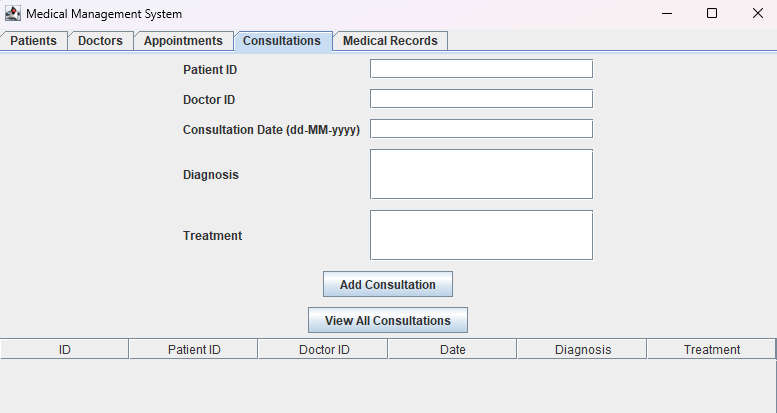 Medical Management System
Patients Doctors Appointments Consultations Medical Records
Patient ID
Doctor ID
Consultation Date (dd-MM-yyyy)
Diagnosis
Treatment
Add Consultation
View All Consultations
ID Patient ID Doctor ID Date Diagnosis Treatment